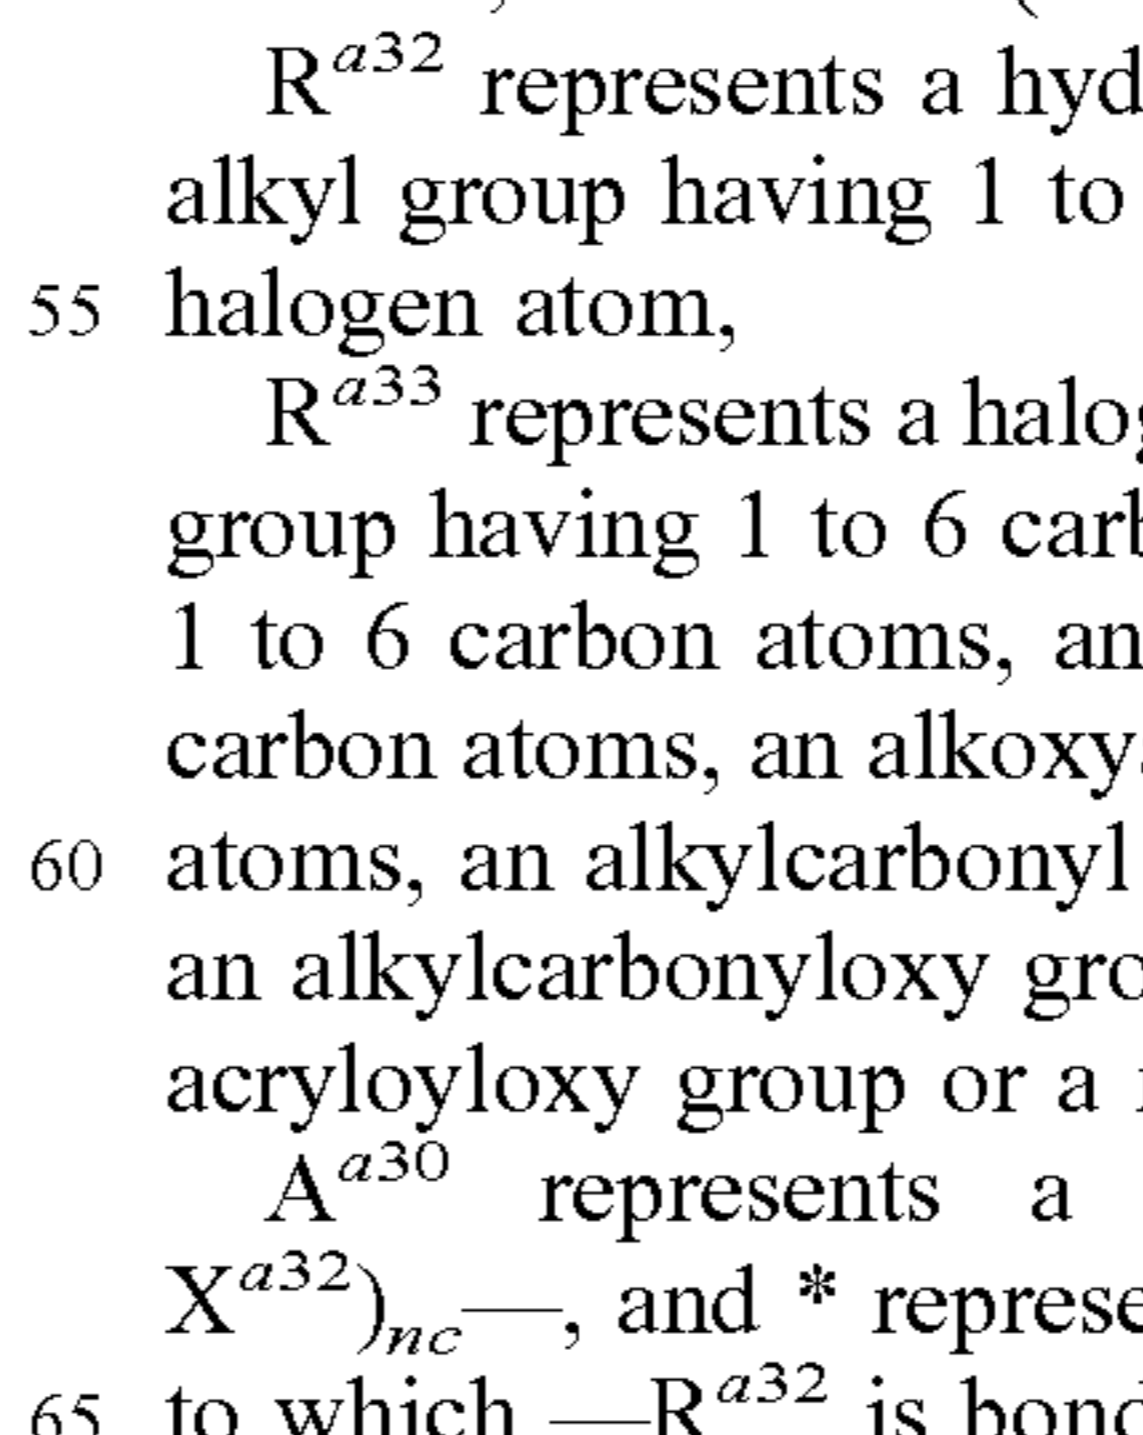 R^a32 represents a hyd
alkyl group having 1 to
55 halogen atom,
R^a33 represents a halog
group having 1 to 6 carb
1 to 6 carbon atoms, an
carbon atoms, an alkoxy
60 atoms, an alkylcarbonyl
an alkylcarbonyloxy gro
acryloyloxy group or a
A^a30 represents a
X^a32)_nc—, and * represe
65 to which —R^a32 is bond